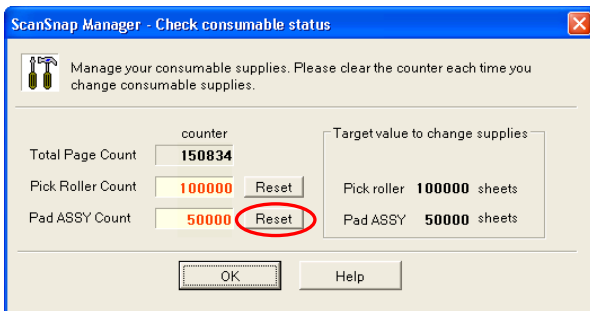 ScanSnap Manager - Check consumable status
Manage your consumable supplies. Please clear the counter each time you
change consumable supplies.
counter
Target value to change supplies
Total Page Count 150834
Pick Roller Count 100000 Reset Pick roller 100000 sheets
Pad ASSY Count 50000 Reset Pad ASSY 50000 sheets
OK Help